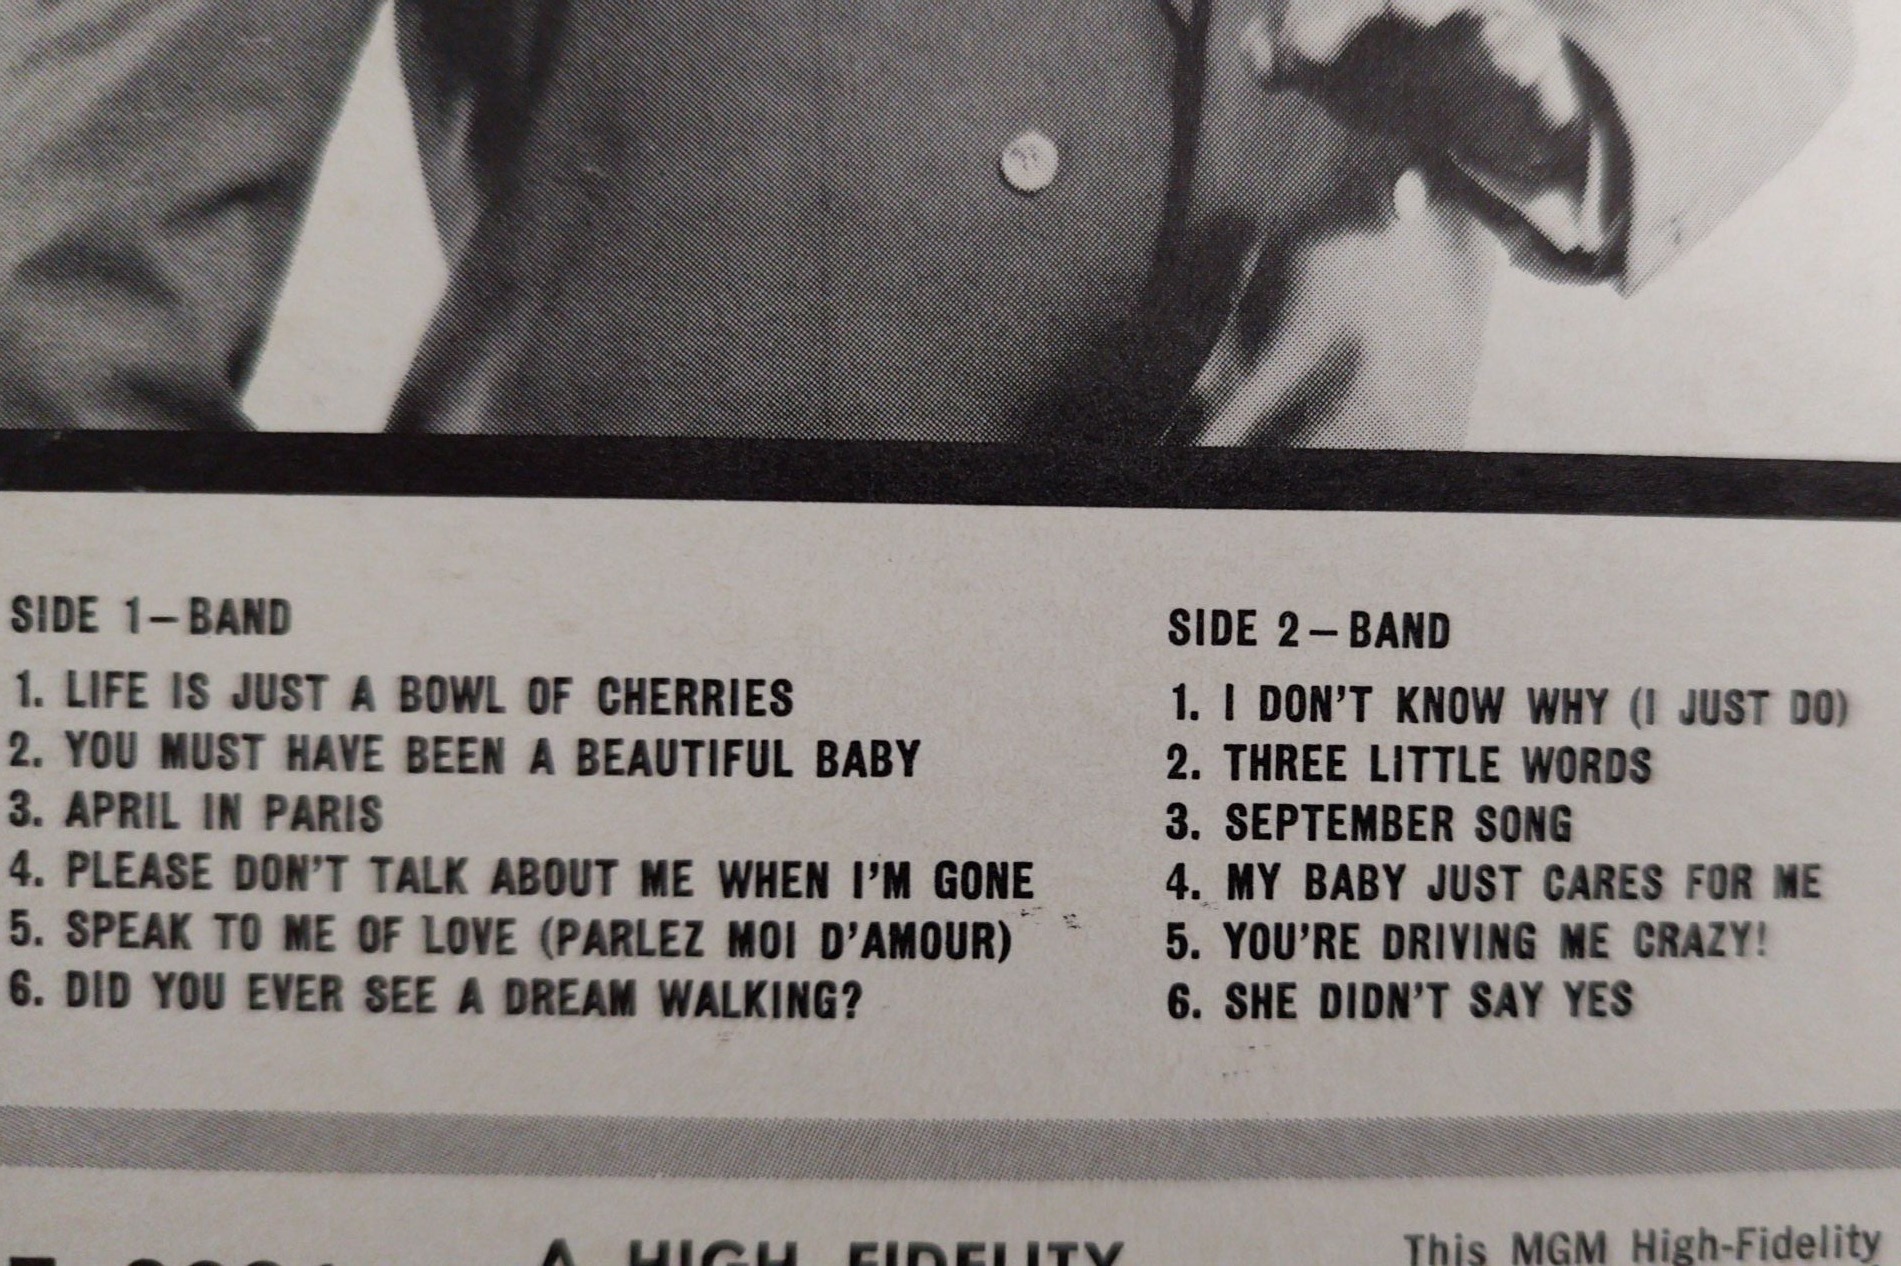 SIDE 1–BAND
1. LIFE IS JUST A BOWL OF CHERRIES
2. YOU MUST HAVE BEEN A BEAUTIFUL BABY
3. APRIL IN PARIS
4. PLEASE DON'T TALK ABOUT ME WHEN I'M GONE
5. SPEAK TO ME OF LOVE (PARLEZ MOI D'AMOUR)
6. DID YOU EVER SEE A DREAM WALKING?
SIDE 2–BAND
1. I DON'T KNOW WHY (I JUST DO)
2. THREE LITTLE WORDS
3. SEPTEMBER SONG
4. MY BABY JUST CARES FOR ME
5. YOU'RE DRIVING ME CRAZY!
6. SHE DIDN'T SAY YES
A HIGH FIDELITY
This MGM High-Fidelity